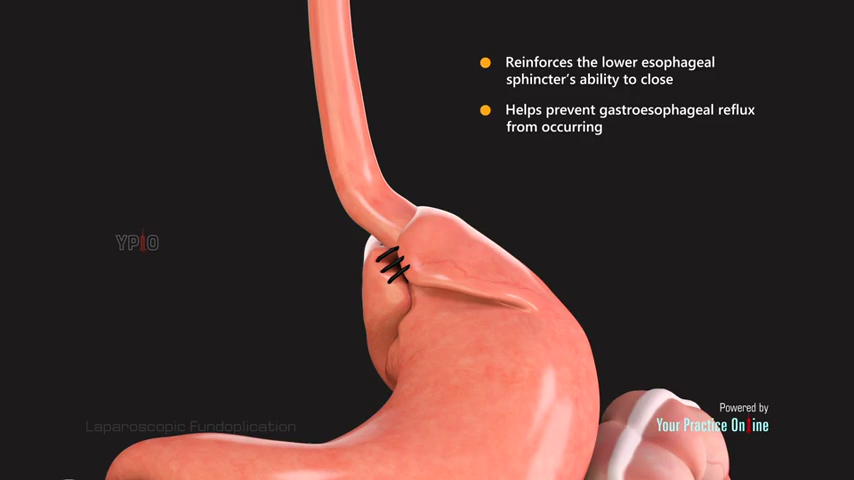 Reinforces the lower esophageal
sphincter's ability to close
Helps prevent gastroesophageal reflux
from occurring
YPO
Laparoscopic Fundoplication
Powered by
Your Practice Online